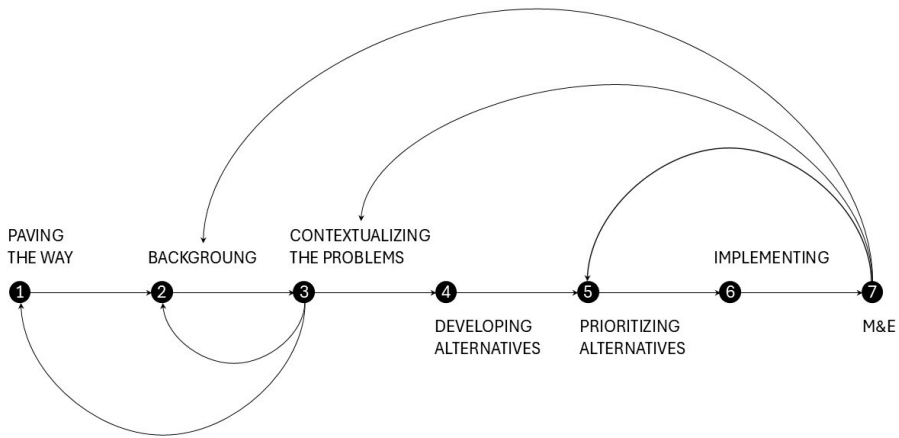 PAVING
THE WAY
BACKGROUNG
CONTEXTUALIZING
THE PROBLEMS
IMPLEMENTING
1
2
3
4
5
6
7
DEVELOPING
ALTERNATIVES
PRIORITIZING
ALTERNATIVES
M&E